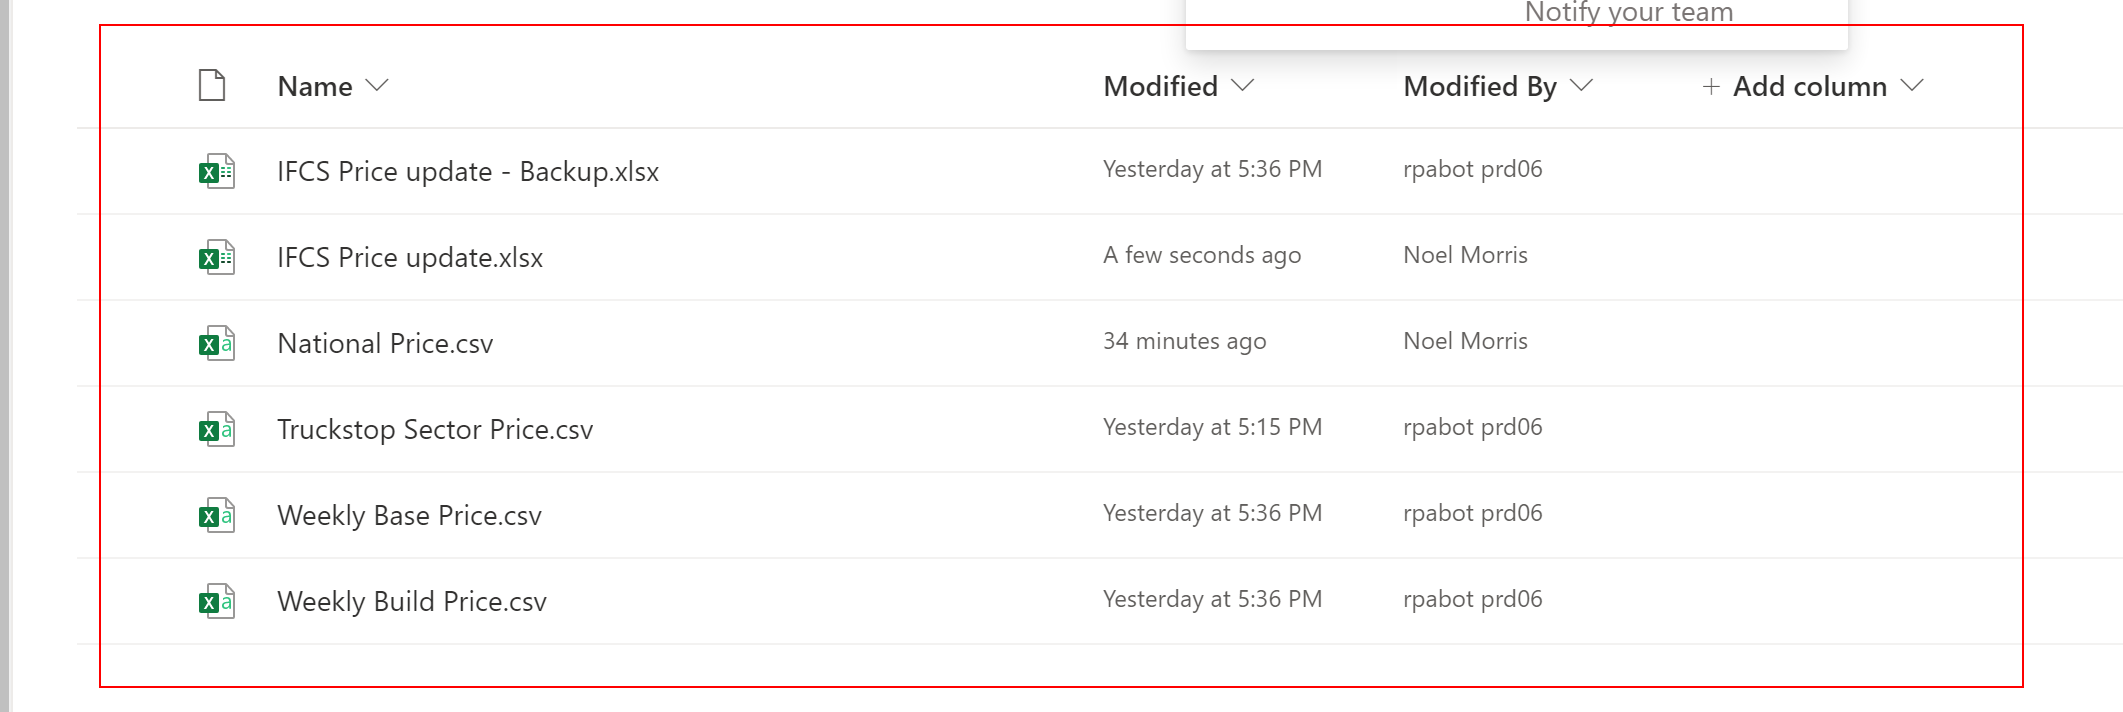 Notify your team
Name Modified Modified By + Add column
IFCS Price update - Backup.xlsx Yesterday at 5:36 PM rpabot prd06
IFCS Price update.xlsx A few seconds ago Noel Morris
National Price.csv 34 minutes ago Noel Morris
Truckstop Sector Price.csv Yesterday at 5:15 PM rpabot prd06
Weekly Base Price.csv Yesterday at 5:36 PM rpabot prd06
Weekly Build Price.csv Yesterday at 5:36 PM rpabot prd06